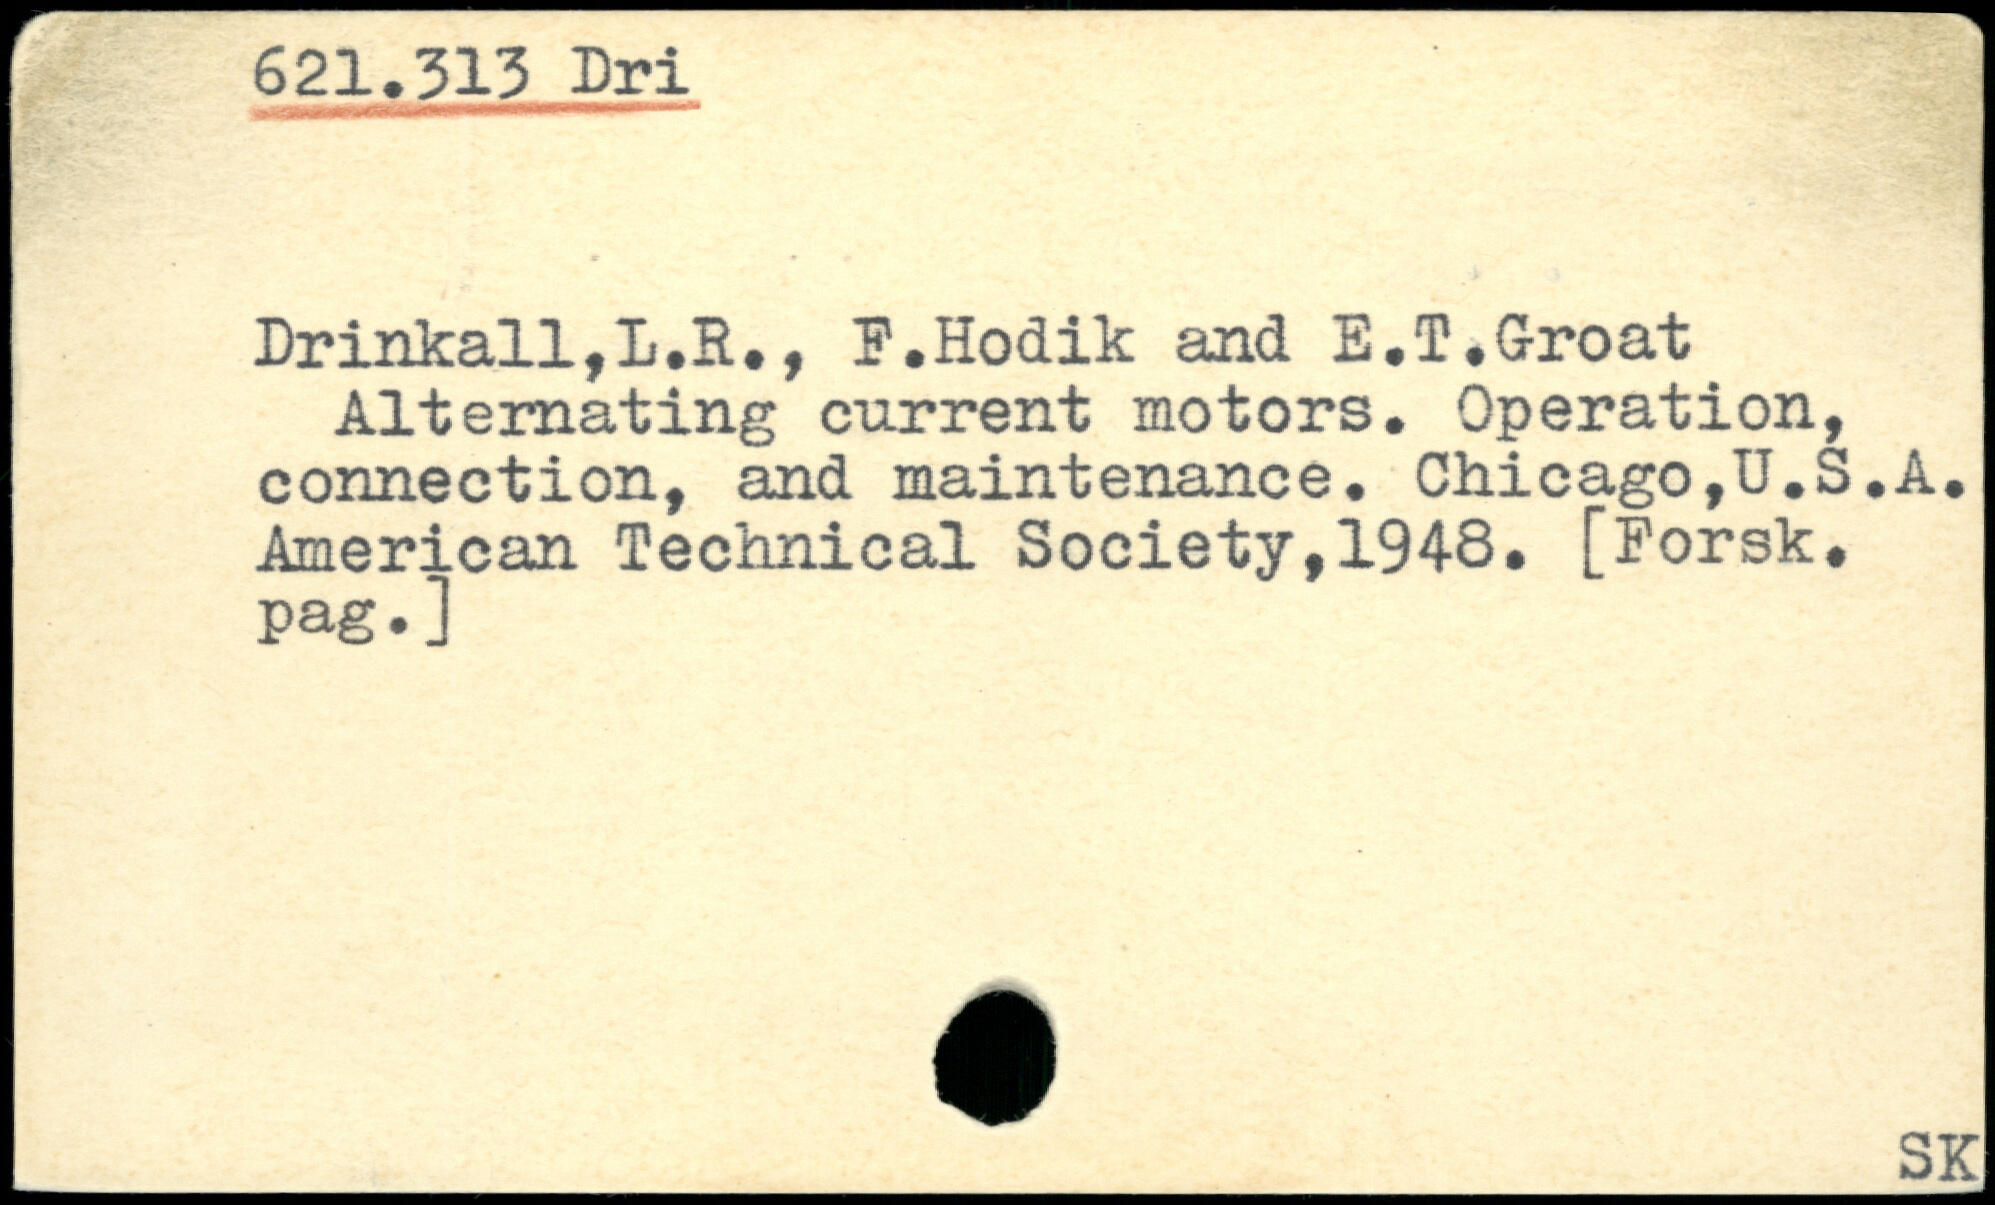 621.313 Dri
Drinkall,L.R., F.Hodik and E.T.Groat
Alternating current motors. Operation,
connection, and maintenance. Chicago,U.S.A.
American Technical Society,1948. [Forsk.
pag.]
SK